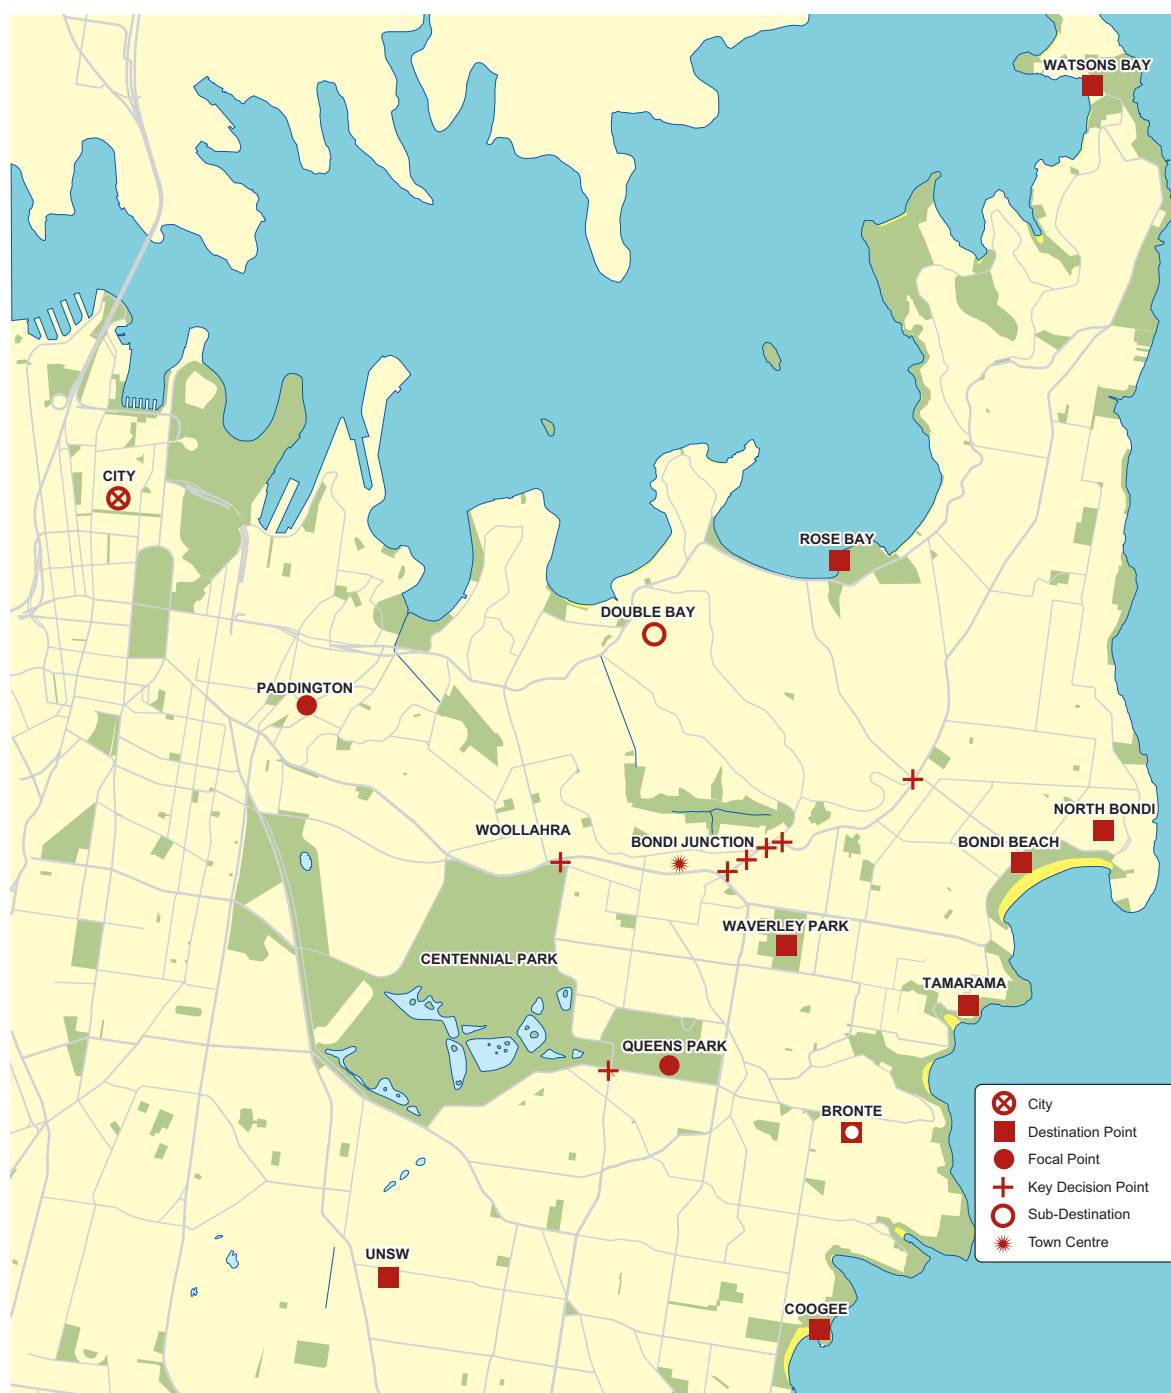 WATSONS BAY
CITY
ROSE BAY
DOUBLE BAY
PADDINGTON
NORTH BONDI
WOOLLAHRA
BONDI JUNCTION
BONDI BEACH
WAVERLEY PARK
CENTENNIAL PARK
TAMARAMA
QUEENS PARK
BRONTE
UNSW
COOGEE
City
Destination Point
Focal Point
Key Decision Point
Sub-Destination
Town Centre